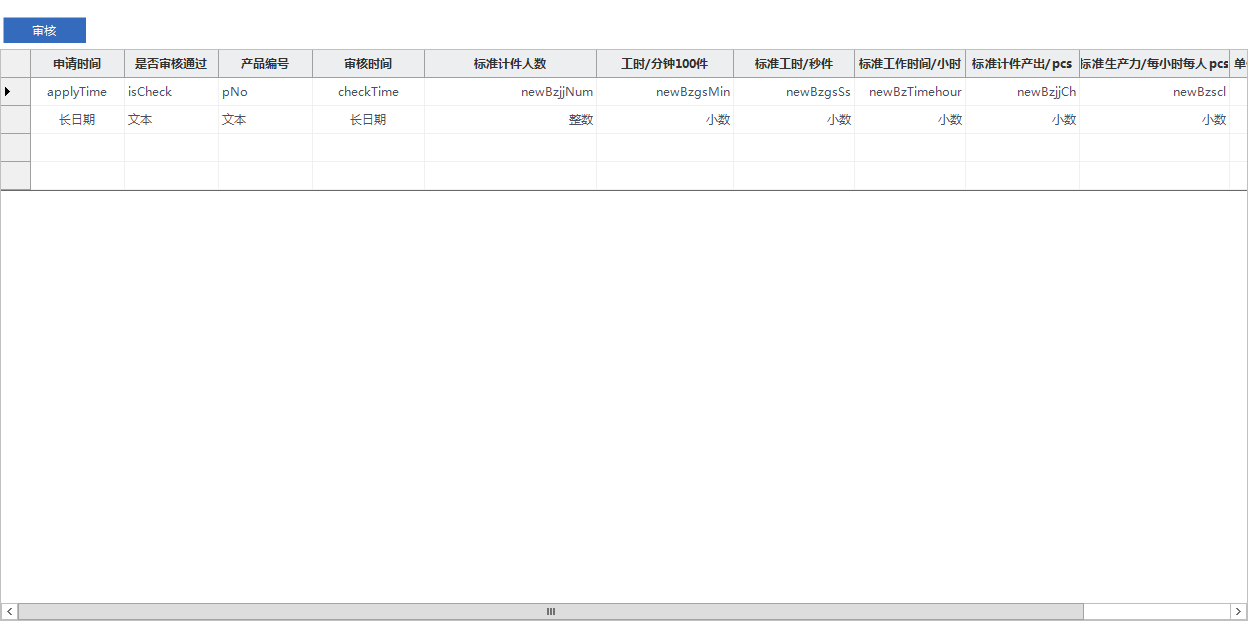 审核
申请时间 是否审核通过 产品编号 审核时间 标准计件人数 工时/分钟100件 标准工时/秒件 标准工作时间/小时 标准计件产出/pcs 标准生产力/每小时每人pcs 单
applyTime isCheck pNo checkTime newBzjjNum newBzgsMin newBzgsSs newBzTimehour newBzjjCh newBzscl
长日期 文本 文本 长日期 整数 小数 小数 小数 小数 小数